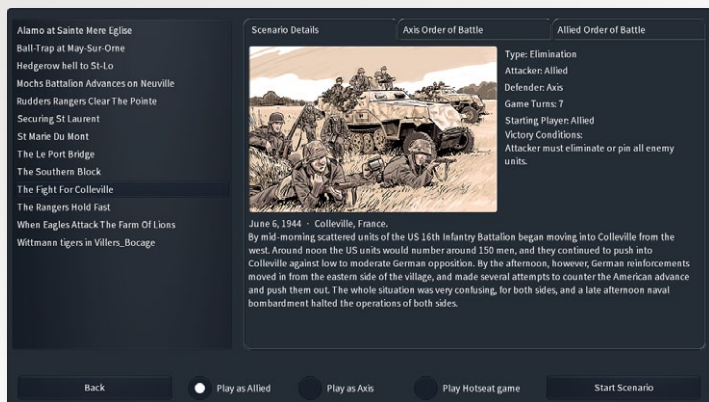 Alamo at Sainte Mere Eglise
Ball-Trap at May-Sur-Orne
Hedgerow hell to St-Lo
Mochs Battalion Advances on Neuville
Rudders Rangers Clear The Pointe
Securing St Laurent
St Marie Du Mont
The Le Port Bridge
The Southern Block
The Fight For Colleville
The Rangers Hold Fast
When Eagles Attack The Farm Of Lions
Wittmann tigers in Villers_Bocage
Scenario Details
Axis Order of Battle
Allied Order of Battle
Type: Elimination
Attacker: Allied
Defender: Axis
Game Turns: 7
Starting Player: Allied
Victory Conditions:
Attacker must eliminate or pin all enemy
units.
June 6, 1944 · Colleville, France.
By mid-morning scattered units of the US 16th Infantry Battalion began moving into Colleville from the
west. Around noon the US units would number around 150 men, and they continued to push into
Colleville against low to moderate German opposition. By the afternoon, however, German reinforcements
moved in from the eastern side of the village, and made several attempts to counter the American advance
and push them out. The whole situation was very confusing, for both sides, and a late afternoon naval
bombardment halted the operations of both sides.
Back
Play as Allied
Play as Axis
Play Hotseat game
Start Scenario